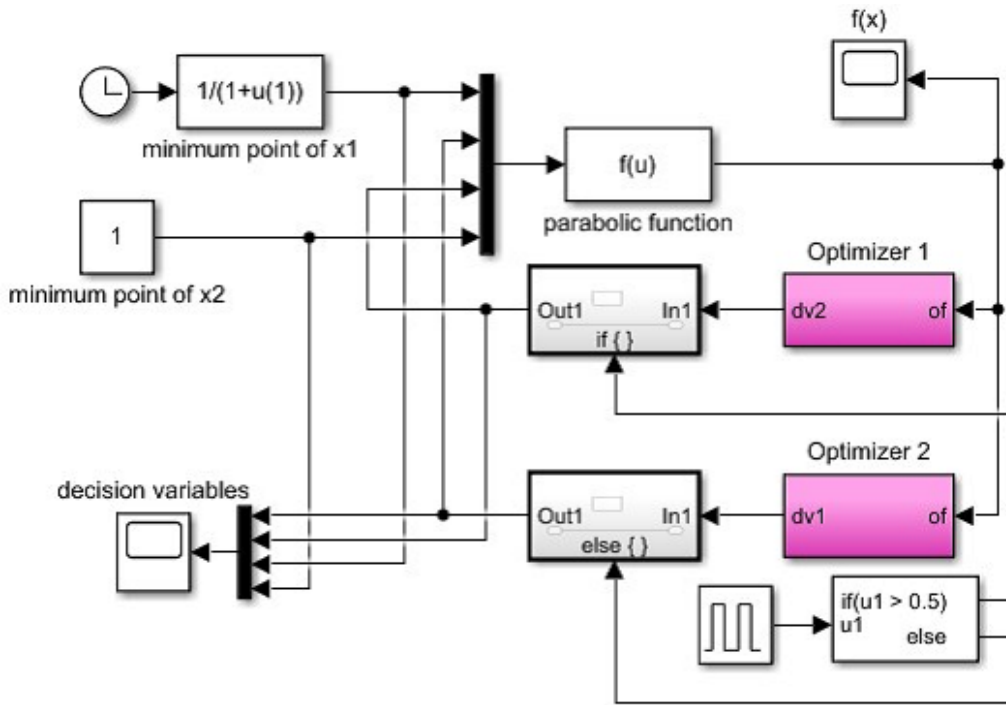 f(x)
1/(1+u(1))
minimum point of x1
f(u)
parabolic function
1
minimum point of x2
Optimizer 1
Out1
In1
if { }
dv2
of
Optimizer 2
decision variables
Out1
In1
else { }
dv1
of
if(u1 > 0.5)
u1
else